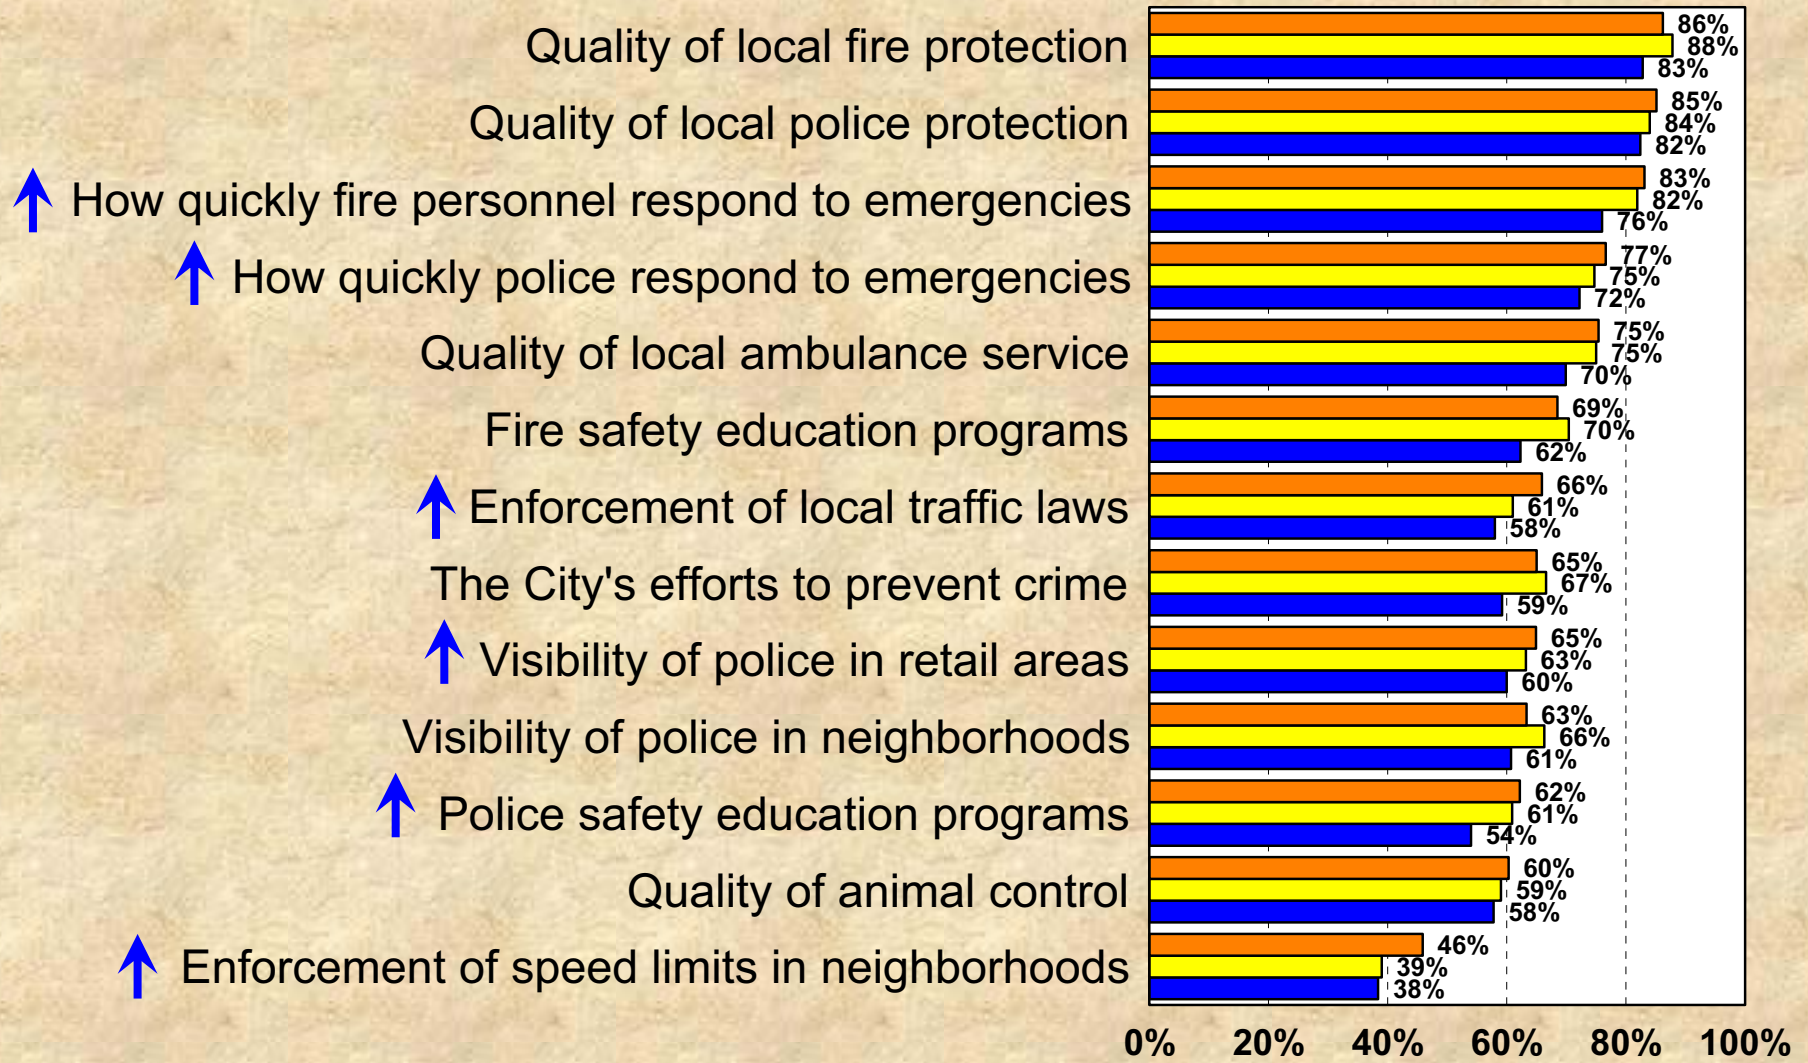 Quality of local fire protection
86%
88%
83%
Quality of local police protection
85%
84%
82%
How quickly fire personnel respond to emergencies
83%
82%
76%
How quickly police respond to emergencies
77%
75%
72%
Quality of local ambulance service
75%
75%
70%
Fire safety education programs
69%
70%
62%
Enforcement of local traffic laws
66%
61%
58%
The City's efforts to prevent crime
65%
67%
59%
Visibility of police in retail areas
65%
63%
60%
Visibility of police in neighborhoods
63%
66%
61%
Police safety education programs
62%
61%
54%
Quality of animal control
60%
59%
58%
Enforcement of speed limits in neighborhoods
46%
39%
38%
0% 20% 40% 60% 80% 100%